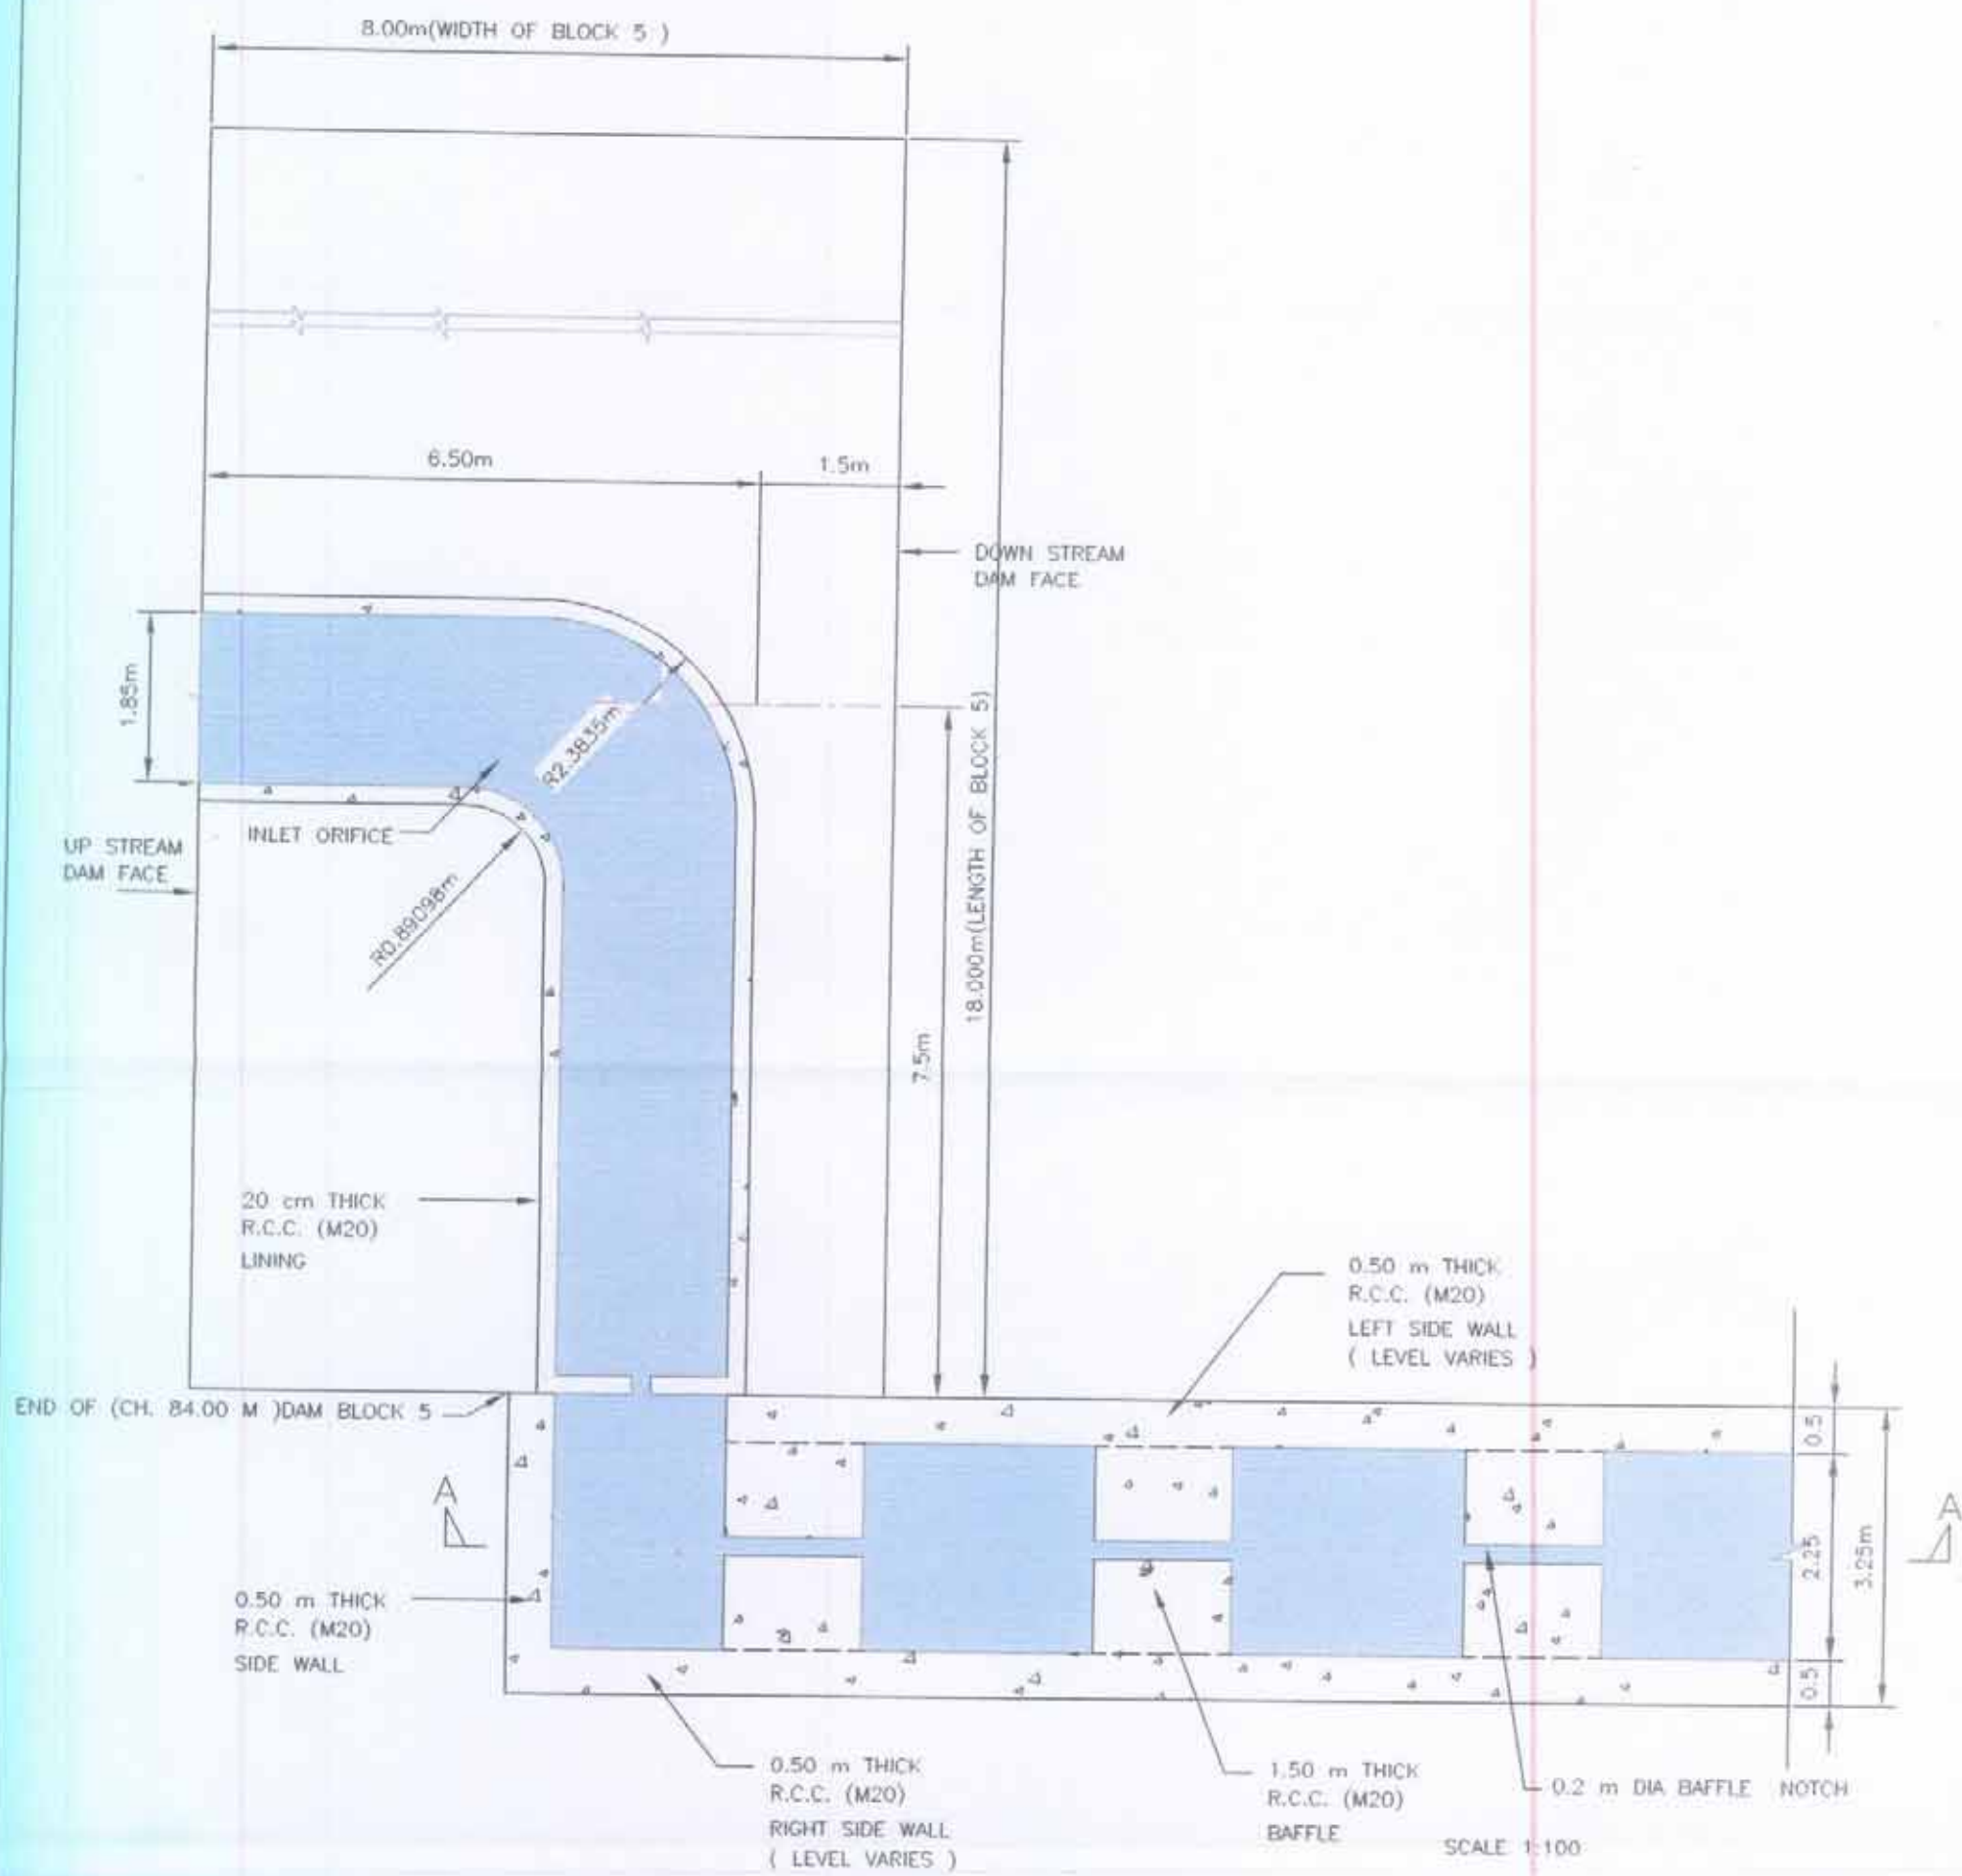 8.00m(WIDTH OF BLOCK 5 )
6.50m
1.5m
DOWN STREAM
DAM FACE
1.85m
R2.3835m
18.000m(LENGTH OF BLOCK 5)
INLET ORIFICE
UP STREAM
DAM FACE
R0.89098m
7.5m
20 cm THICK
R.C.C. (M20)
LINING
0.50 m THICK
R.C.C. (M20)
LEFT SIDE WALL
( LEVEL VARIES )
END OF (CH. 84.00 M )DAM BLOCK 5
0.5
A
A
2.25
3.25m
0.50 m THICK
R.C.C. (M20)
SIDE WALL
0.5
0.50 m THICK
R.C.C. (M20)
RIGHT SIDE WALL
( LEVEL VARIES )
1.50 m THICK
R.C.C. (M20)
BAFFLE
0.2 m DIA BAFFLE NOTCH
SCALE 1:100